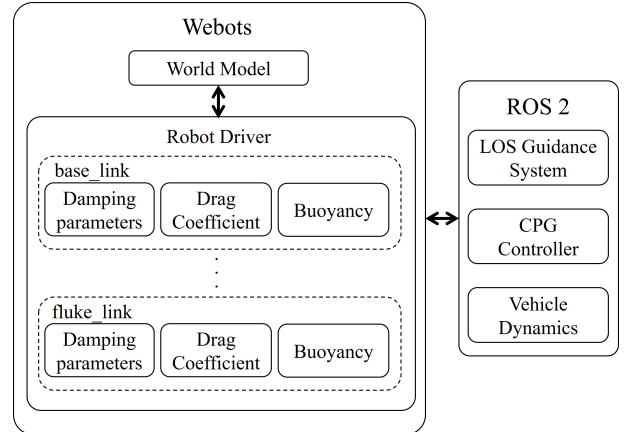 Webots
World Model
Robot Driver
base_link
Damping
parameters
Drag
Coefficient
Buoyancy
fluke_link
Damping
parameters
Drag
Coefficient
Buoyancy
ROS 2
LOS Guidance
System
CPG
Controller
Vehicle
Dynamics